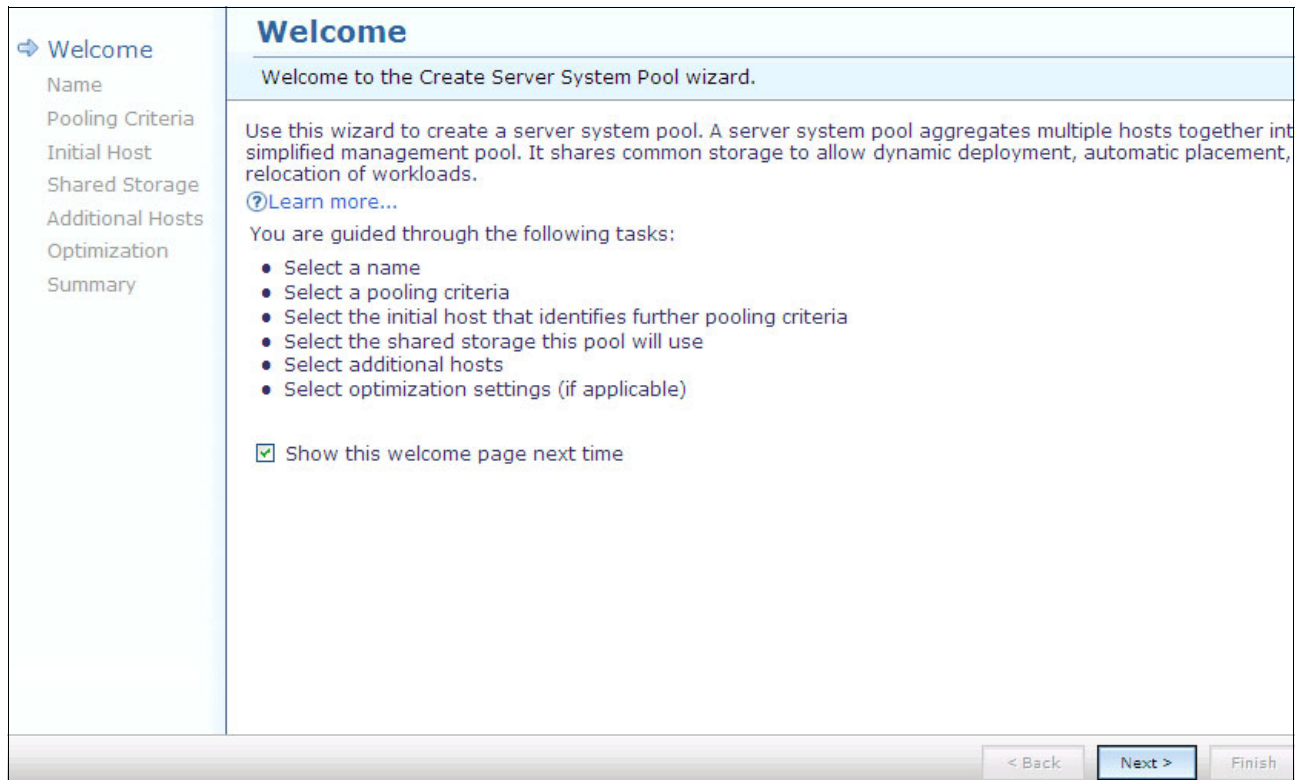 Welcome
Name
Pooling Criteria
Initial Host
Shared Storage
Additional Hosts
Optimization
Summary
Welcome
Welcome to the Create Server System Pool wizard.
Use this wizard to create a server system pool. A server system pool aggregates multiple hosts together int
simplified management pool. It shares common storage to allow dynamic deployment, automatic placement,
relocation of workloads.
?Learn more...
You are guided through the following tasks:
• Select a name
• Select a pooling criteria
• Select the initial host that identifies further pooling criteria
• Select the shared storage this pool will use
• Select additional hosts
• Select optimization settings (if applicable)
Show this welcome page next time
< Back Next > Finish